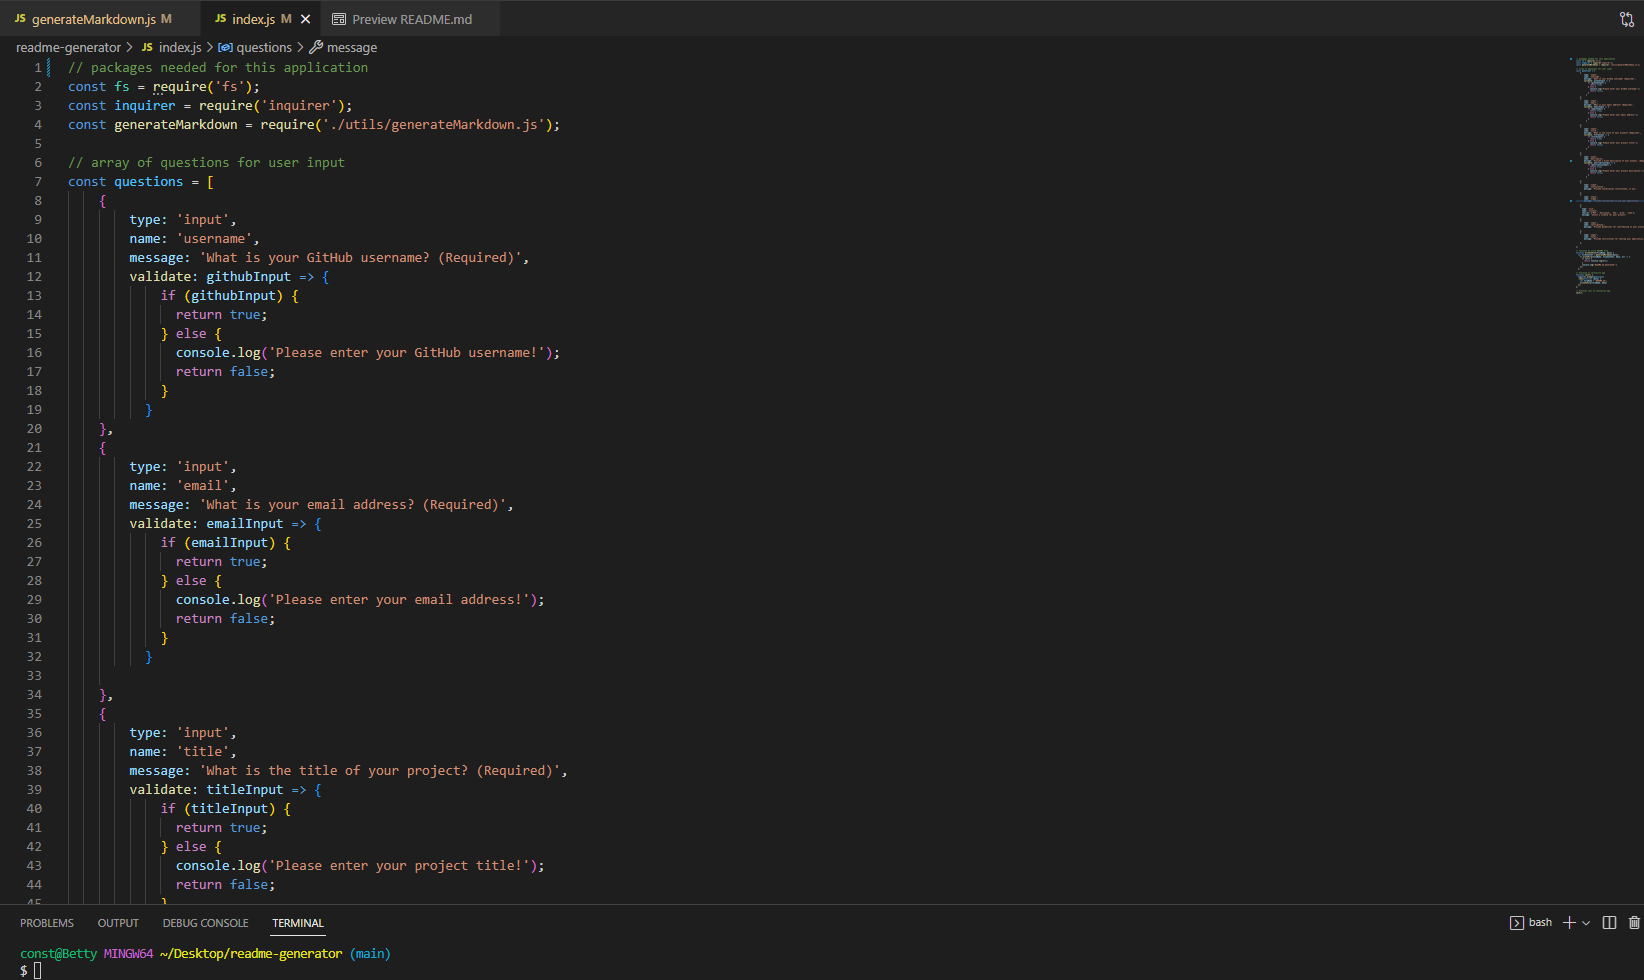 JS generateMarkdown.js M JS index.js M × Preview README.md
readme-generator > JS index.js > questions > message
1 // packages needed for this application
2 const fs = require('fs');
3 const inquirer = require('inquirer');
4 const generateMarkdown = require('./utils/generateMarkdown.js');
5
6 // array of questions for user input
7 const questions = [
8 {
9 type: 'input',
10 name: 'username',
11 message: 'What is your GitHub username? (Required)',
12 validate: githubInput => {
13 if (githubInput) {
14 return true;
15 } else {
16 console.log('Please enter your GitHub username!');
17 return false;
18 }
19 }
20 },
21 {
22 type: 'input',
23 name: 'email',
24 message: 'What is your email address? (Required)',
25 validate: emailInput => {
26 if (emailInput) {
27 return true;
28 } else {
29 console.log('Please enter your email address!');
30 return false;
31 }
32 }
33
34 },
35 {
36 type: 'input',
37 name: 'title',
38 message: 'What is the title of your project? (Required)',
39 validate: titleInput => {
40 if (titleInput) {
41 return true;
42 } else {
43 console.log('Please enter your project title!');
44 return false;
45 }
PROBLEMS OUTPUT DEBUG CONSOLE TERMINAL bash
const@Betty MINGW64 ~/Desktop/readme-generator (main)
$